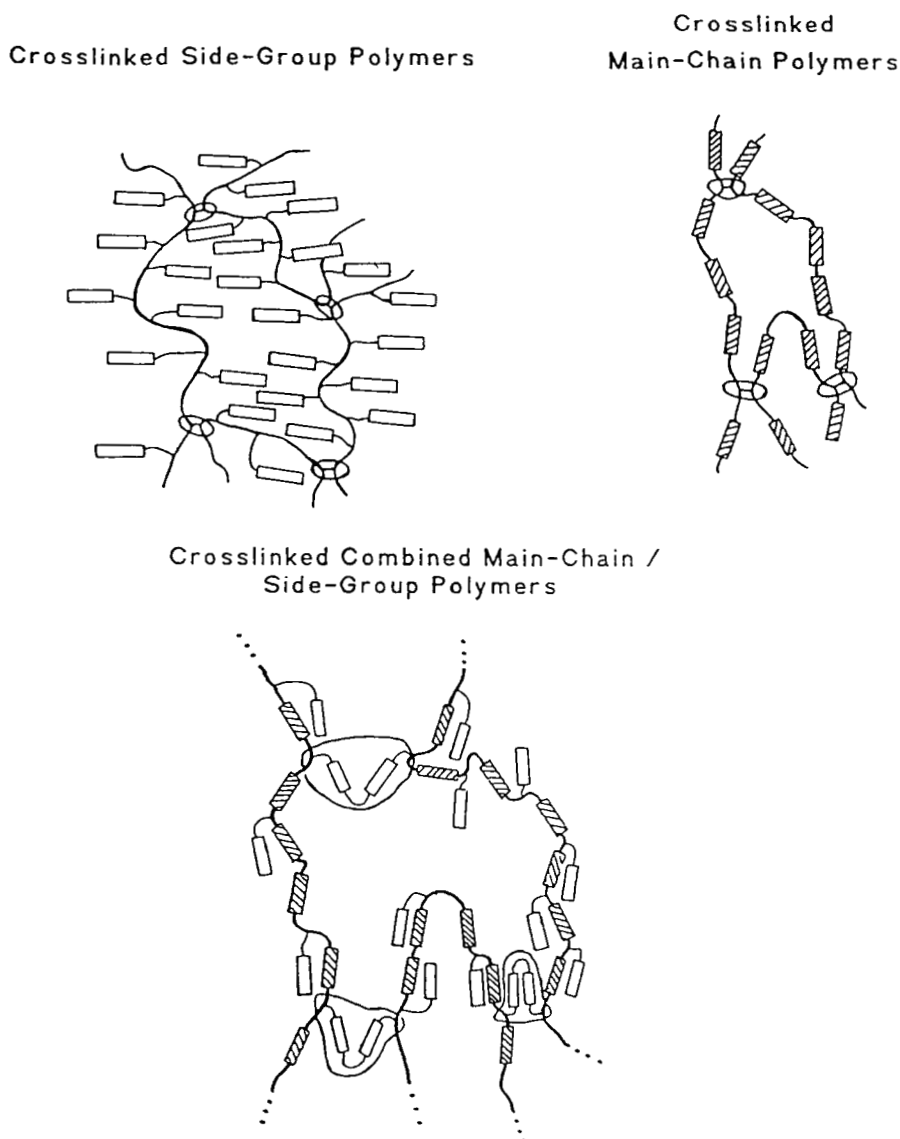 Crosslinked Side-Group Polymers
Crosslinked
Main-Chain Polymers
Crosslinked Combined Main-Chain /
Side-Group Polymers